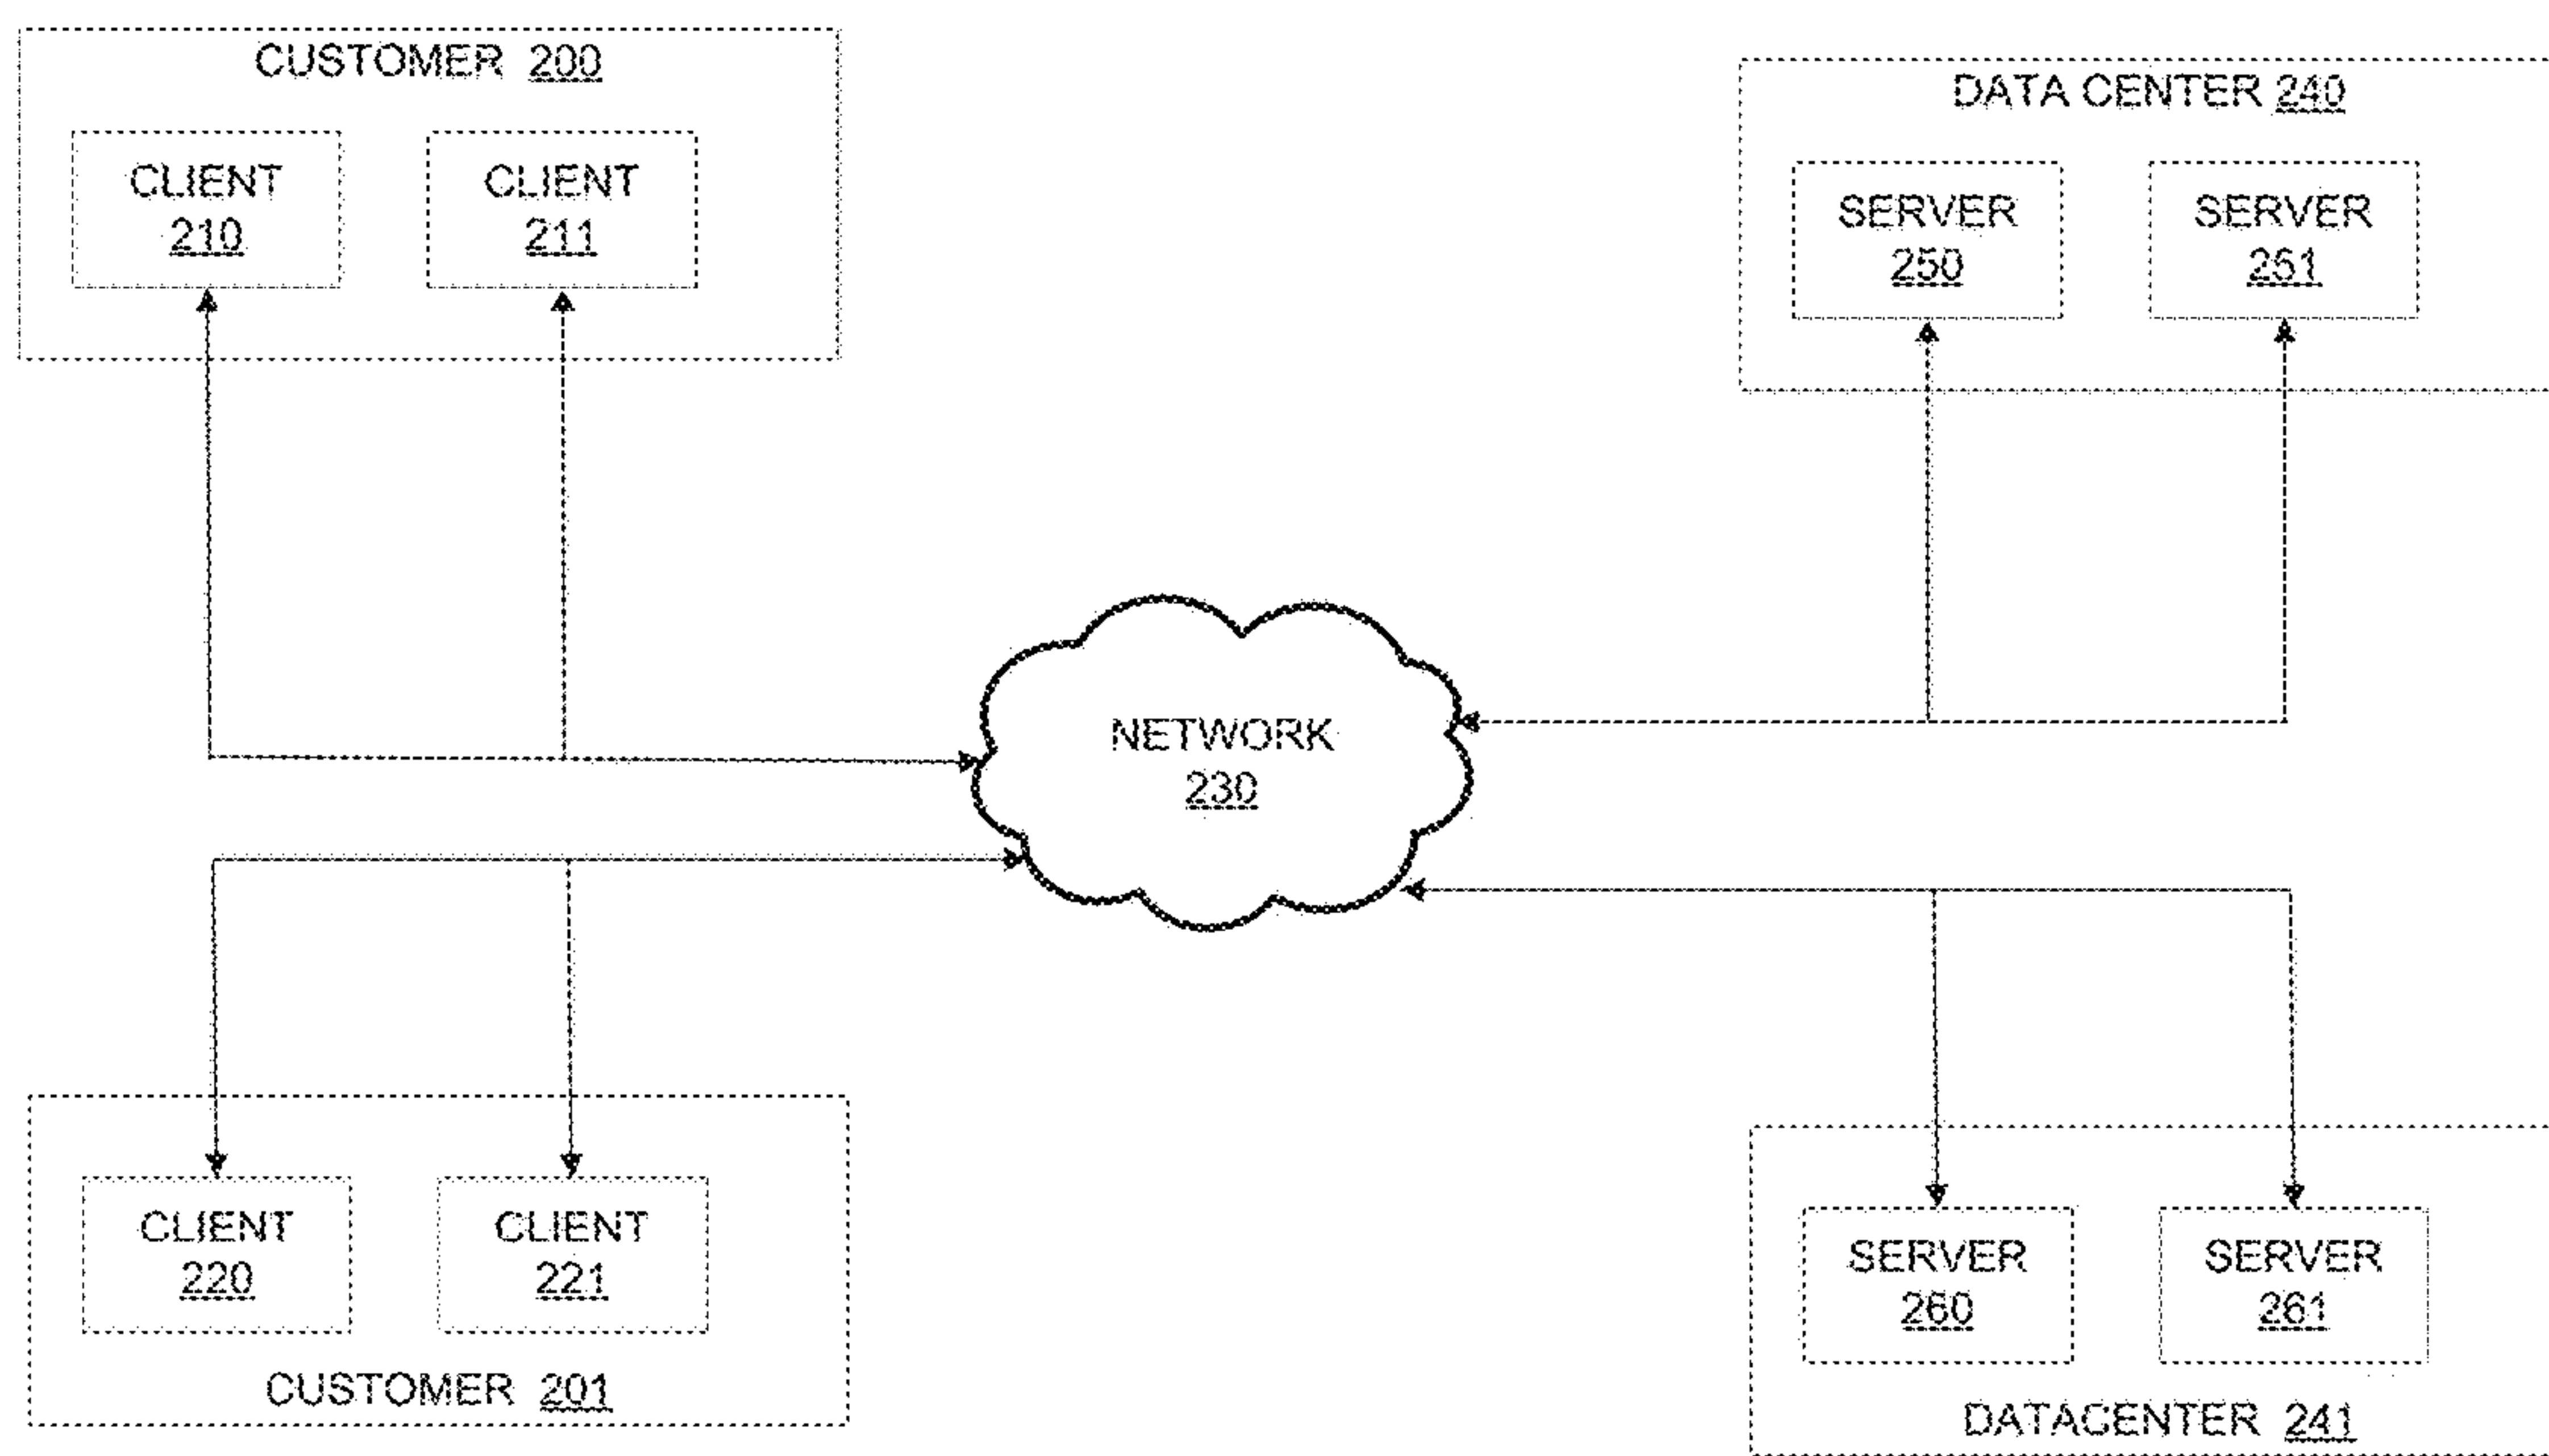 CUSTOMER 200
CLIENT
210
CLIENT
211
DATA CENTER 240
SERVER
250
SERVER
251
NETWORK
230
CLIENT
220
CLIENT
221
CUSTOMER 201
SERVER
260
SERVER
261
DATACENTER 241